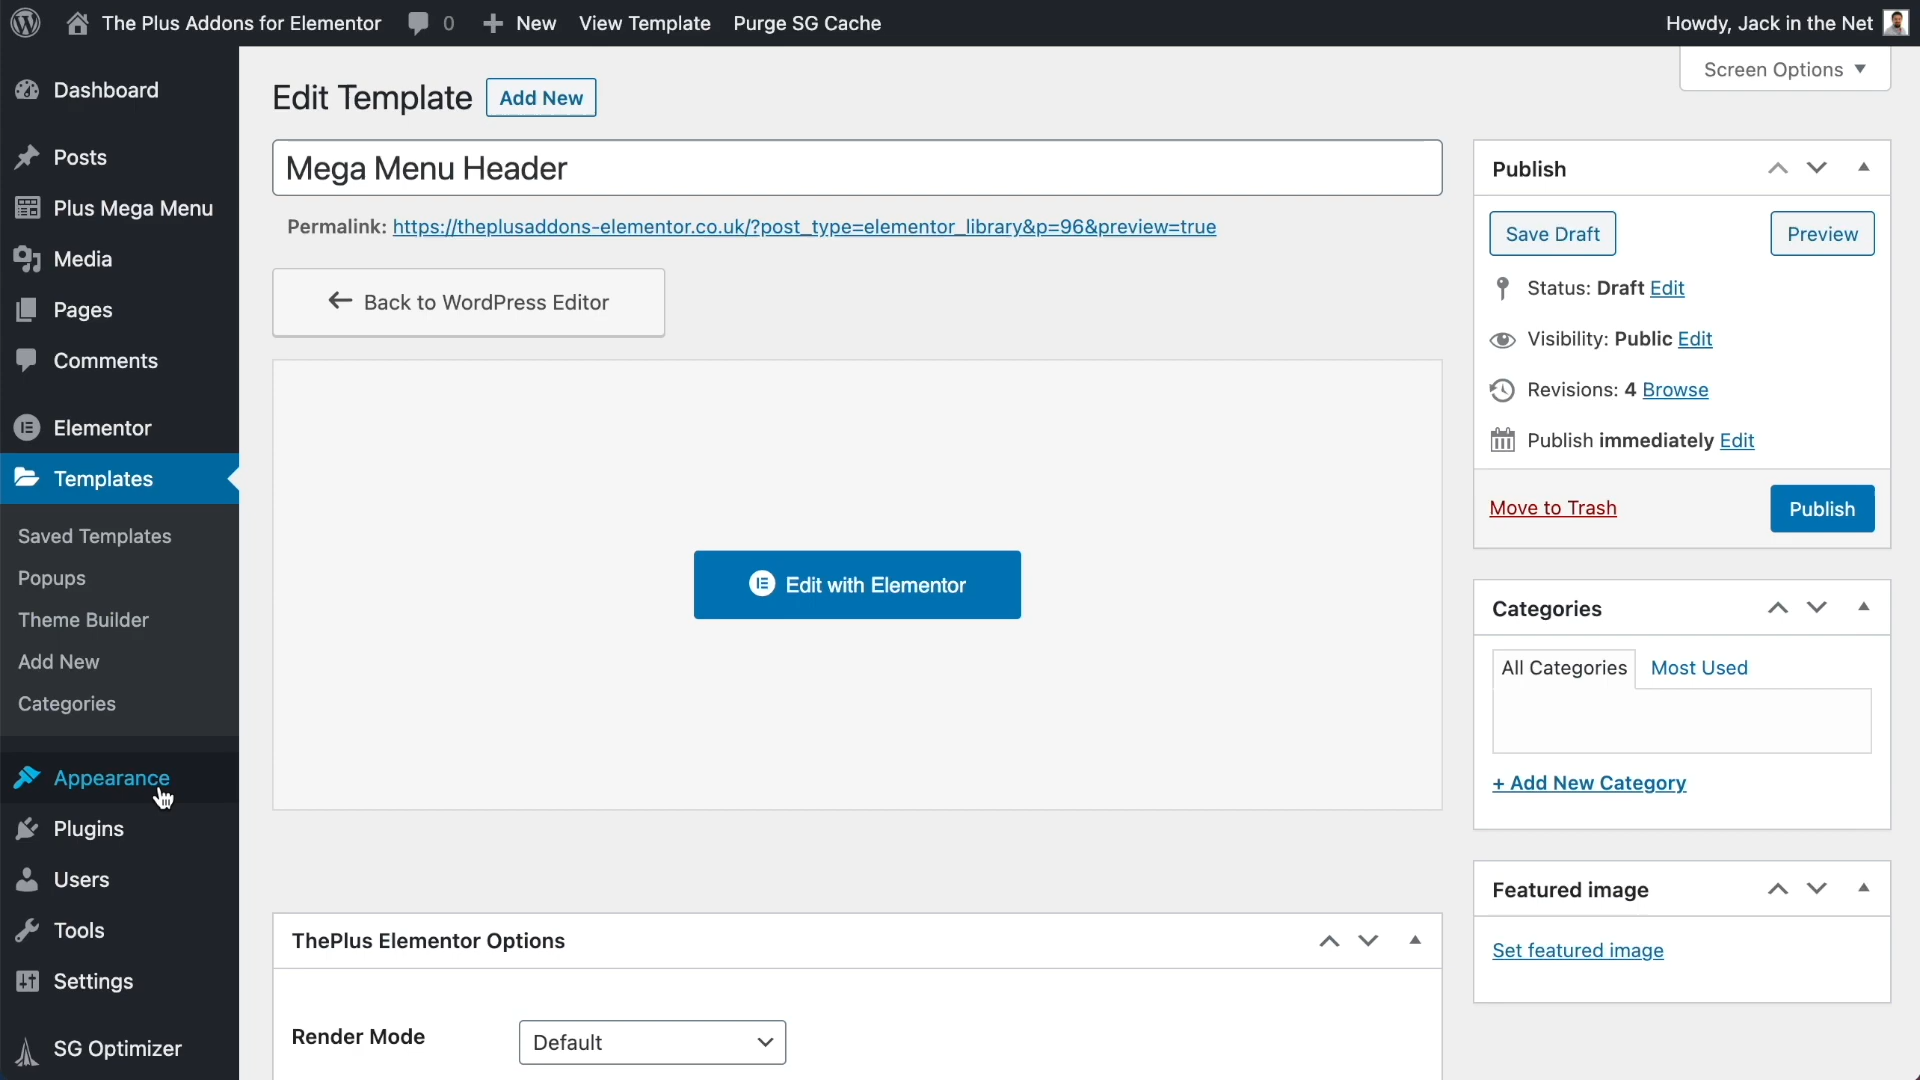 The Plus Addons for Elementor 0 New View Template Purge SG Cache Howdy, Jack in the Net
Screen Options
Dashboard
Posts
Plus Mega Menu
Media
Pages
Comments
Elementor
Templates
Saved Templates
Popups
Theme Builder
Add New
Categories
Appearance
Plugins
Users
Tools
Settings
SG Optimizer
Edit Template Add New
Mega Menu Header
Permalink: https://theplusaddons-elementor.co.uk/?post_type=elementor_library&p=96&preview=true
Back to WordPress Editor
Edit with Elementor
ThePlus Elementor Options
Render Mode Default
Publish
Save Draft Preview
Status: Draft Edit
Visibility: Public Edit
Revisions: 4 Browse
Publish immediately Edit
Move to Trash Publish
Categories
All Categories Most Used
+ Add New Category
Featured image
Set featured image